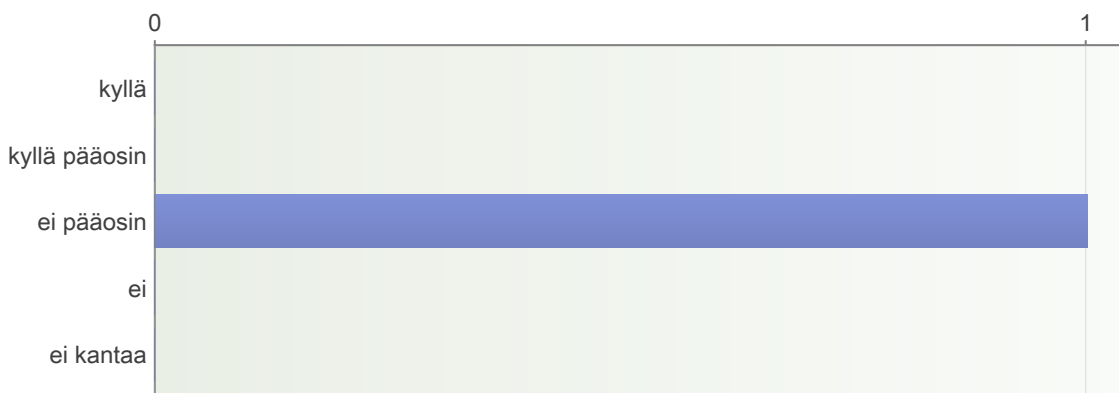 0 1
kyllä
kyllä pääosin
ei pääosin
ei
ei kantaa